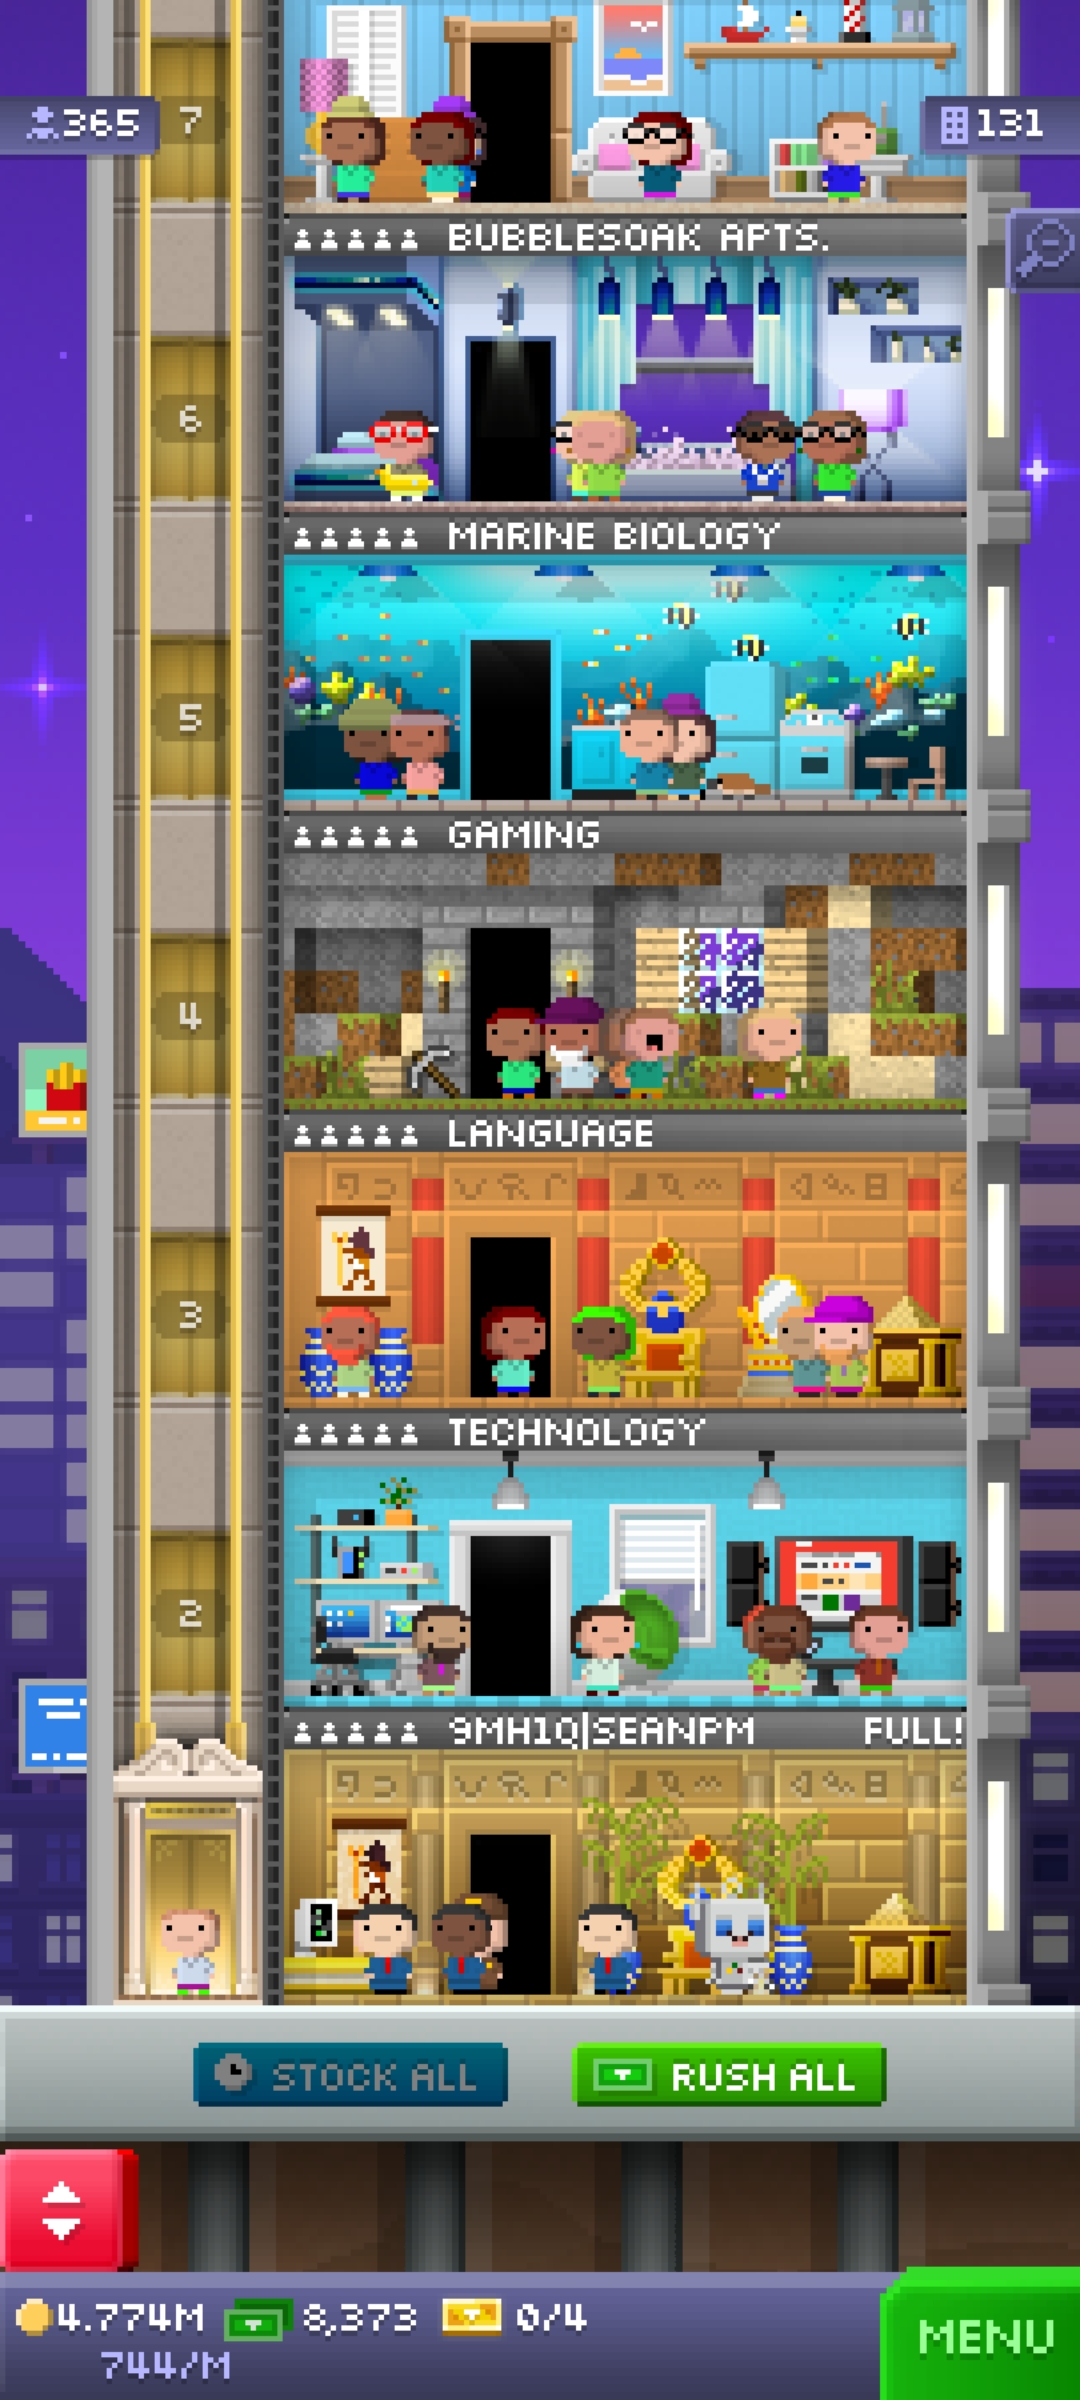 365
7
131
BUBBLESOAK APTS.
6
MARINE BIOLOGY
5
GAMING
4
LANGUAGE
3
TECHNOLOGY
2
9MH1Q|SEANPM FULL!
STOCK ALL
RUSH ALL
4.774M 8,373 0/4
744/M
MENU